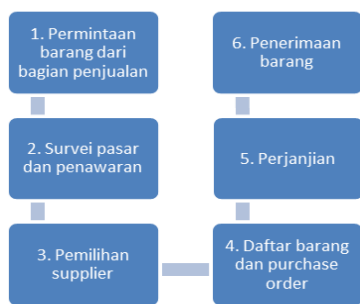 1. Permintaan
barang dari
bagian penjualan
2. Survei pasar
dan penawaran
3. Pemilihan
supplier
4. Daftar barang
dan purchase
order
5. Perjanjian
6. Penerimaan
barang